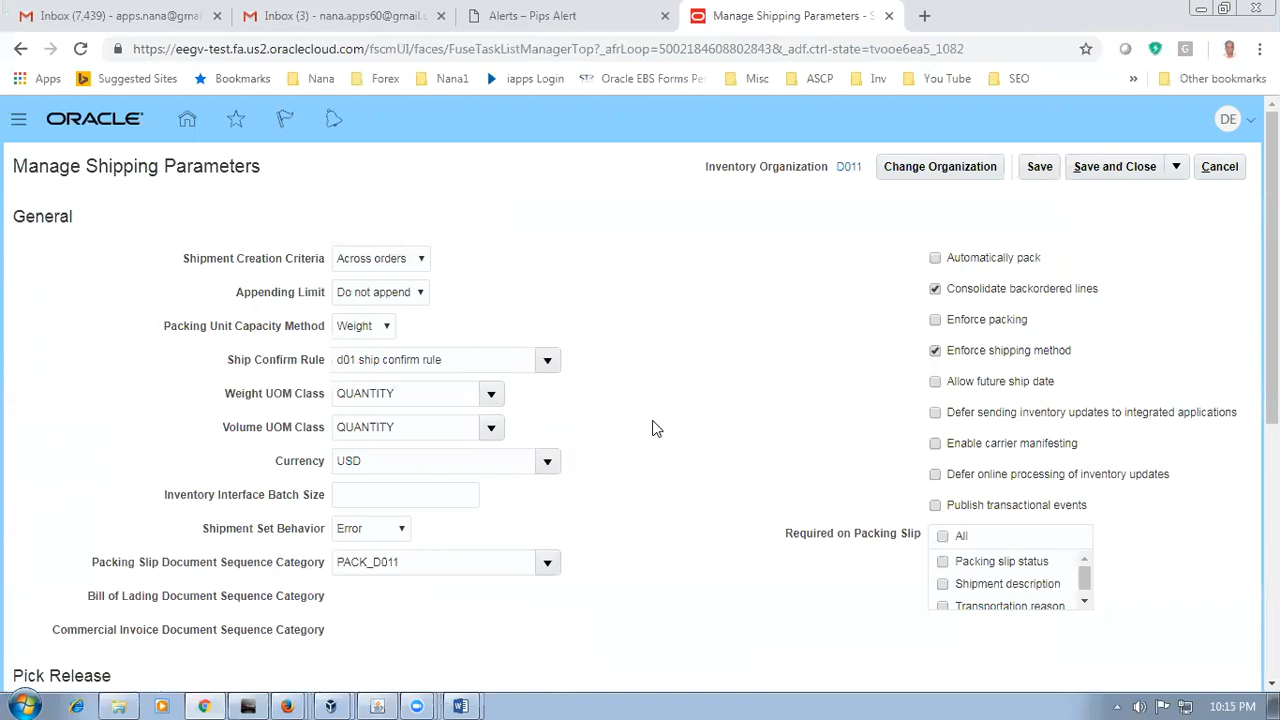 Inbox (7,439) - apps.nana@gma
Inbox (3) - nana.apps60@gmail.c
Alerts – Pips Alert
Manage Shipping Parameters - S
https://eegv-test.fa.us2.oraclecloud.com/fscmUI/faces/FuseTaskListManagerTop?_afrLoop=5002184608802843&_adf.ctrl-state=tvooe6ea5_1082
Apps
Suggested Sites
Bookmarks
Nana
Forex
Nana1
iapps Login
Oracle EBS Forms Pe
Misc
ASCP
Inv
You Tube
SEO
»
Other bookmarks
ORACLE
DE
Manage Shipping Parameters
Inventory Organization D011
Change Organization
Save
Save and Close
Cancel
General
Shipment Creation Criteria Across orders
Appending Limit Do not append
Packing Unit Capacity Method Weight
Ship Confirm Rule d01 ship confirm rule
Weight UOM Class QUANTITY
Volume UOM Class QUANTITY
Currency USD
Inventory Interface Batch Size
Shipment Set Behavior Error
Packing Slip Document Sequence Category PACK_D011
Bill of Lading Document Sequence Category
Commercial Invoice Document Sequence Category
Automatically pack
Consolidate backordered lines
Enforce packing
Enforce shipping method
Allow future ship date
Defer sending inventory updates to integrated applications
Enable carrier manifesting
Defer online processing of inventory updates
Publish transactional events
Required on Packing Slip
All
Packing slip status
Shipment description
Transportation reason
Pick Release
10:15 PM